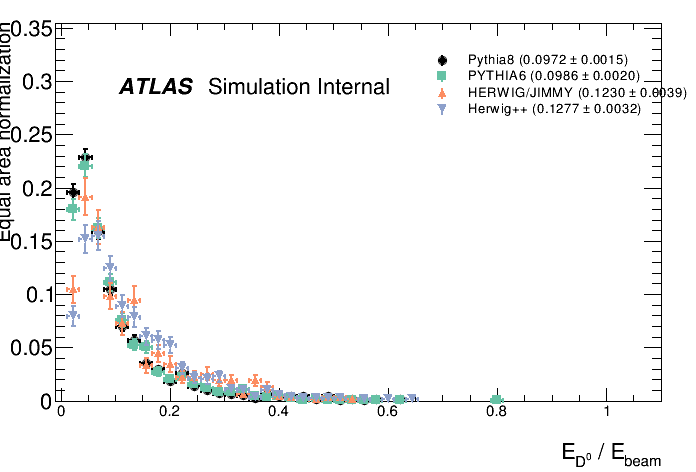 0.35
0.3
0.25
0.2
0.15
0.1
0.05
0
Equal area normalization
ATLAS Simulation Internal
Pythia8 (0.0972 ± 0.0015)
PYTHIA6 (0.0986 ± 0.0020)
HERWIG/JIMMY (0.1230 ± 0.0039)
Herwig++ (0.1277 ± 0.0032)
0 0.2 0.4 0.6 0.8 1
E_D⁰ / E_beam